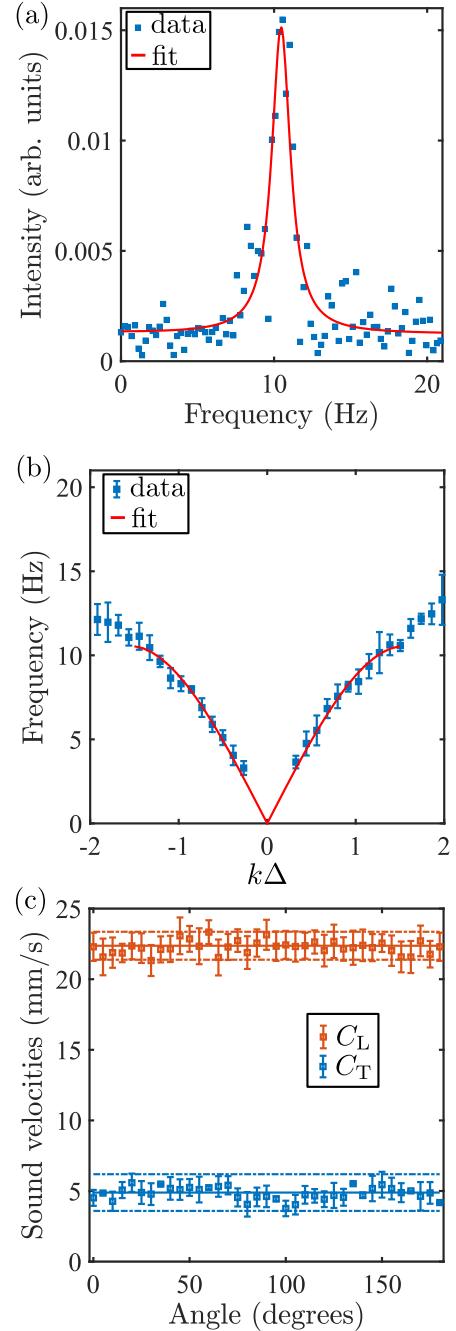 (a)
data
fit
0.015
0.01
0.005
0
Intensity (arb. units)
0 10 20
Frequency (Hz)
(b)
data
fit
20
15
10
5
0
Frequency (Hz)
-2 -1 0 1 2
kΔ
(c)
25
20
15
10
5
0
Sound velocities (mm/s)
C_L
C_T
0 50 100 150
Angle (degrees)